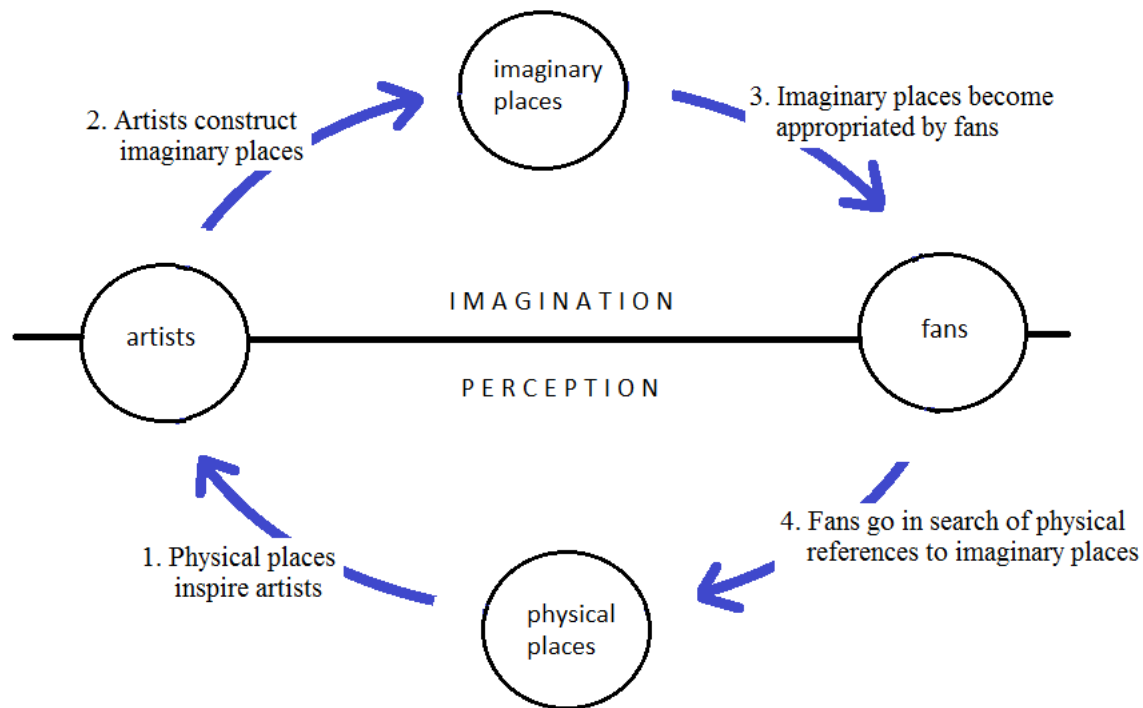 imaginary
places
2. Artists construct
imaginary places
3. Imaginary places become
appropriated by fans
IMAGINATION
artists
fans
PERCEPTION
1. Physical places
inspire artists
4. Fans go in search of physical
references to imaginary places
physical
places